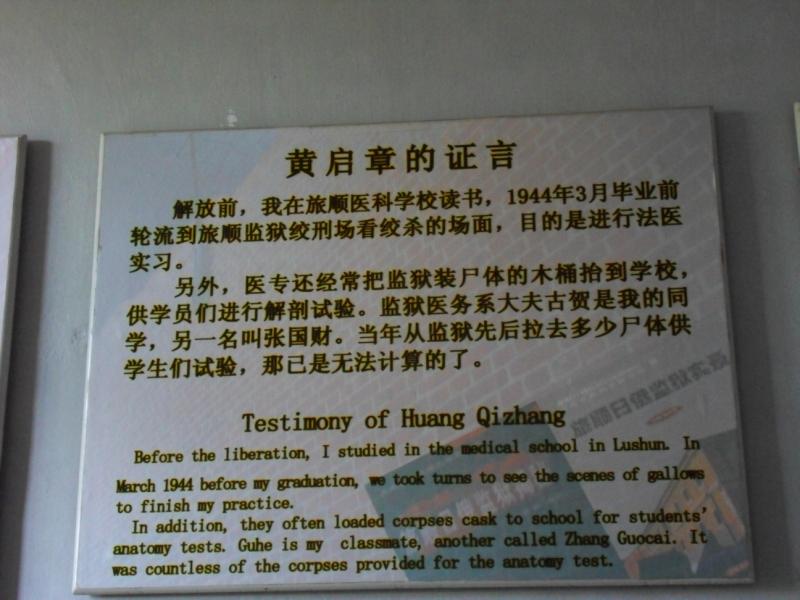 黄启章的证言
解放前，我在旅顺医科学校读书，1944年3月毕业前
轮流到旅顺监狱绞刑场看绞杀的场面，目的是进行法医
实习。
另外，医专还经常把监狱装尸体的木桶抬到学校，
供学员们进行解剖试验。监狱医务系大夫古贺是我的同
学，另一名叫张国财。当年从监狱先后拉去多少尸体供
学生们试验，那已是无法计算的了。
Testimony of Huang Qizhang
Before the liberation, I studied in the medical school in Lushun. In
March 1944 before my graduation, we took turns to see the scenes of gallows
to finish my practice.
In addition, they often loaded corpses cask to school for students'
anatomy tests. Guhe is my classmate, another called Zhang Guocai. It
was countless of the corpses provided for the anatomy test.
旅顺日俄监狱实录